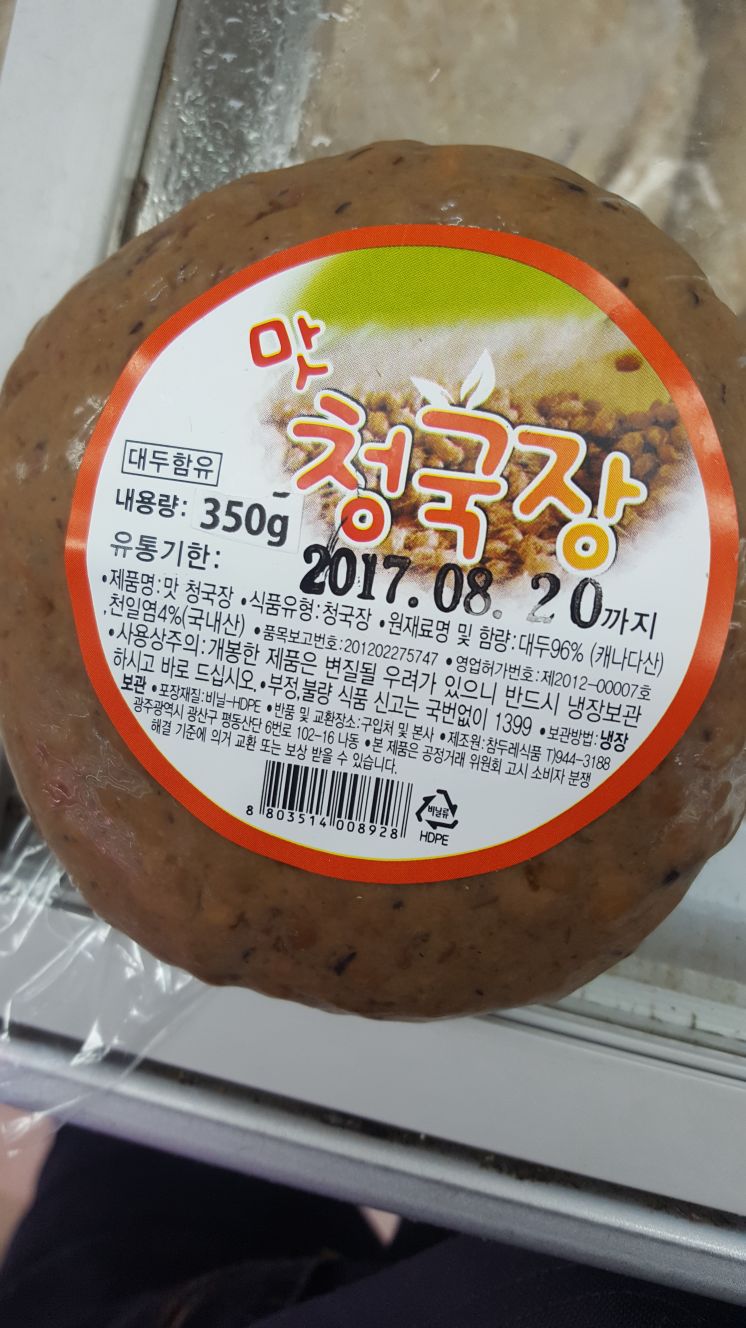 맛
청국장
대두함유
내용량: 350g
유통기한: 2017. 08. 20까지
•제품명:맛 청국장 •식품유형:청국장 •원재료명 및 함량:대두96% (캐나다산)
,천일염4%(국내산) •품목보고번호:201202275747 •영업허가번호:제2012-00007호
•사용상주의:개봉한 제품은 변질될 우려가 있으니 반드시 냉장보관
하시고 바로 드십시오,•부정,불량 식품 신고는 국번없이 1399 •보관방법:냉장
보관 •포장재질:비닐-HDPE •반품 및 교환장소:구입처 및 본사 •제조원:참두레식품 T)944-3188
광주광역시 광산구 평동산단 6번로 102-16 나동 •본 제품은 공정거래 위원회 고시 소비자 분쟁
해결 기준에 의거 교환 또는 보상 받을 수 있습니다.
8 803514 008928
비닐류
HDPE